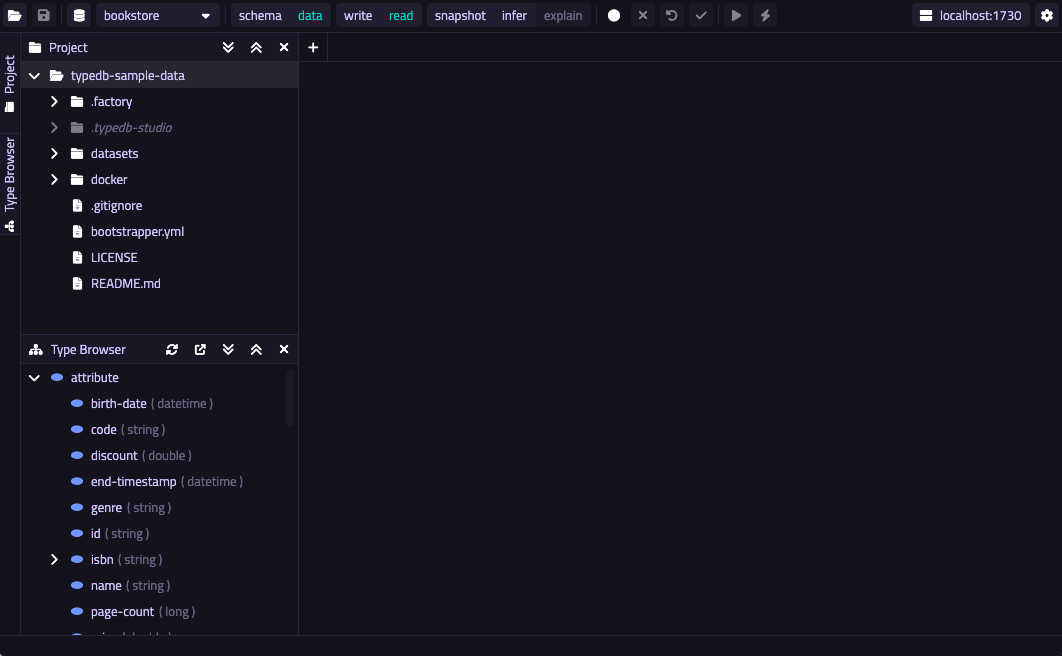 bookstore schema data write read snapshot infer explain localhost:1730
Project
Project
typedb-sample-data
.factory
.typedb-studio
datasets
docker
.gitignore
bootstrapper.yml
LICENSE
README.md
Type Browser
Type Browser
attribute
birth-date ( datetime )
code ( string )
discount ( double )
end-timestamp ( datetime )
genre ( string )
id ( string )
isbn ( string )
name ( string )
page-count ( long )